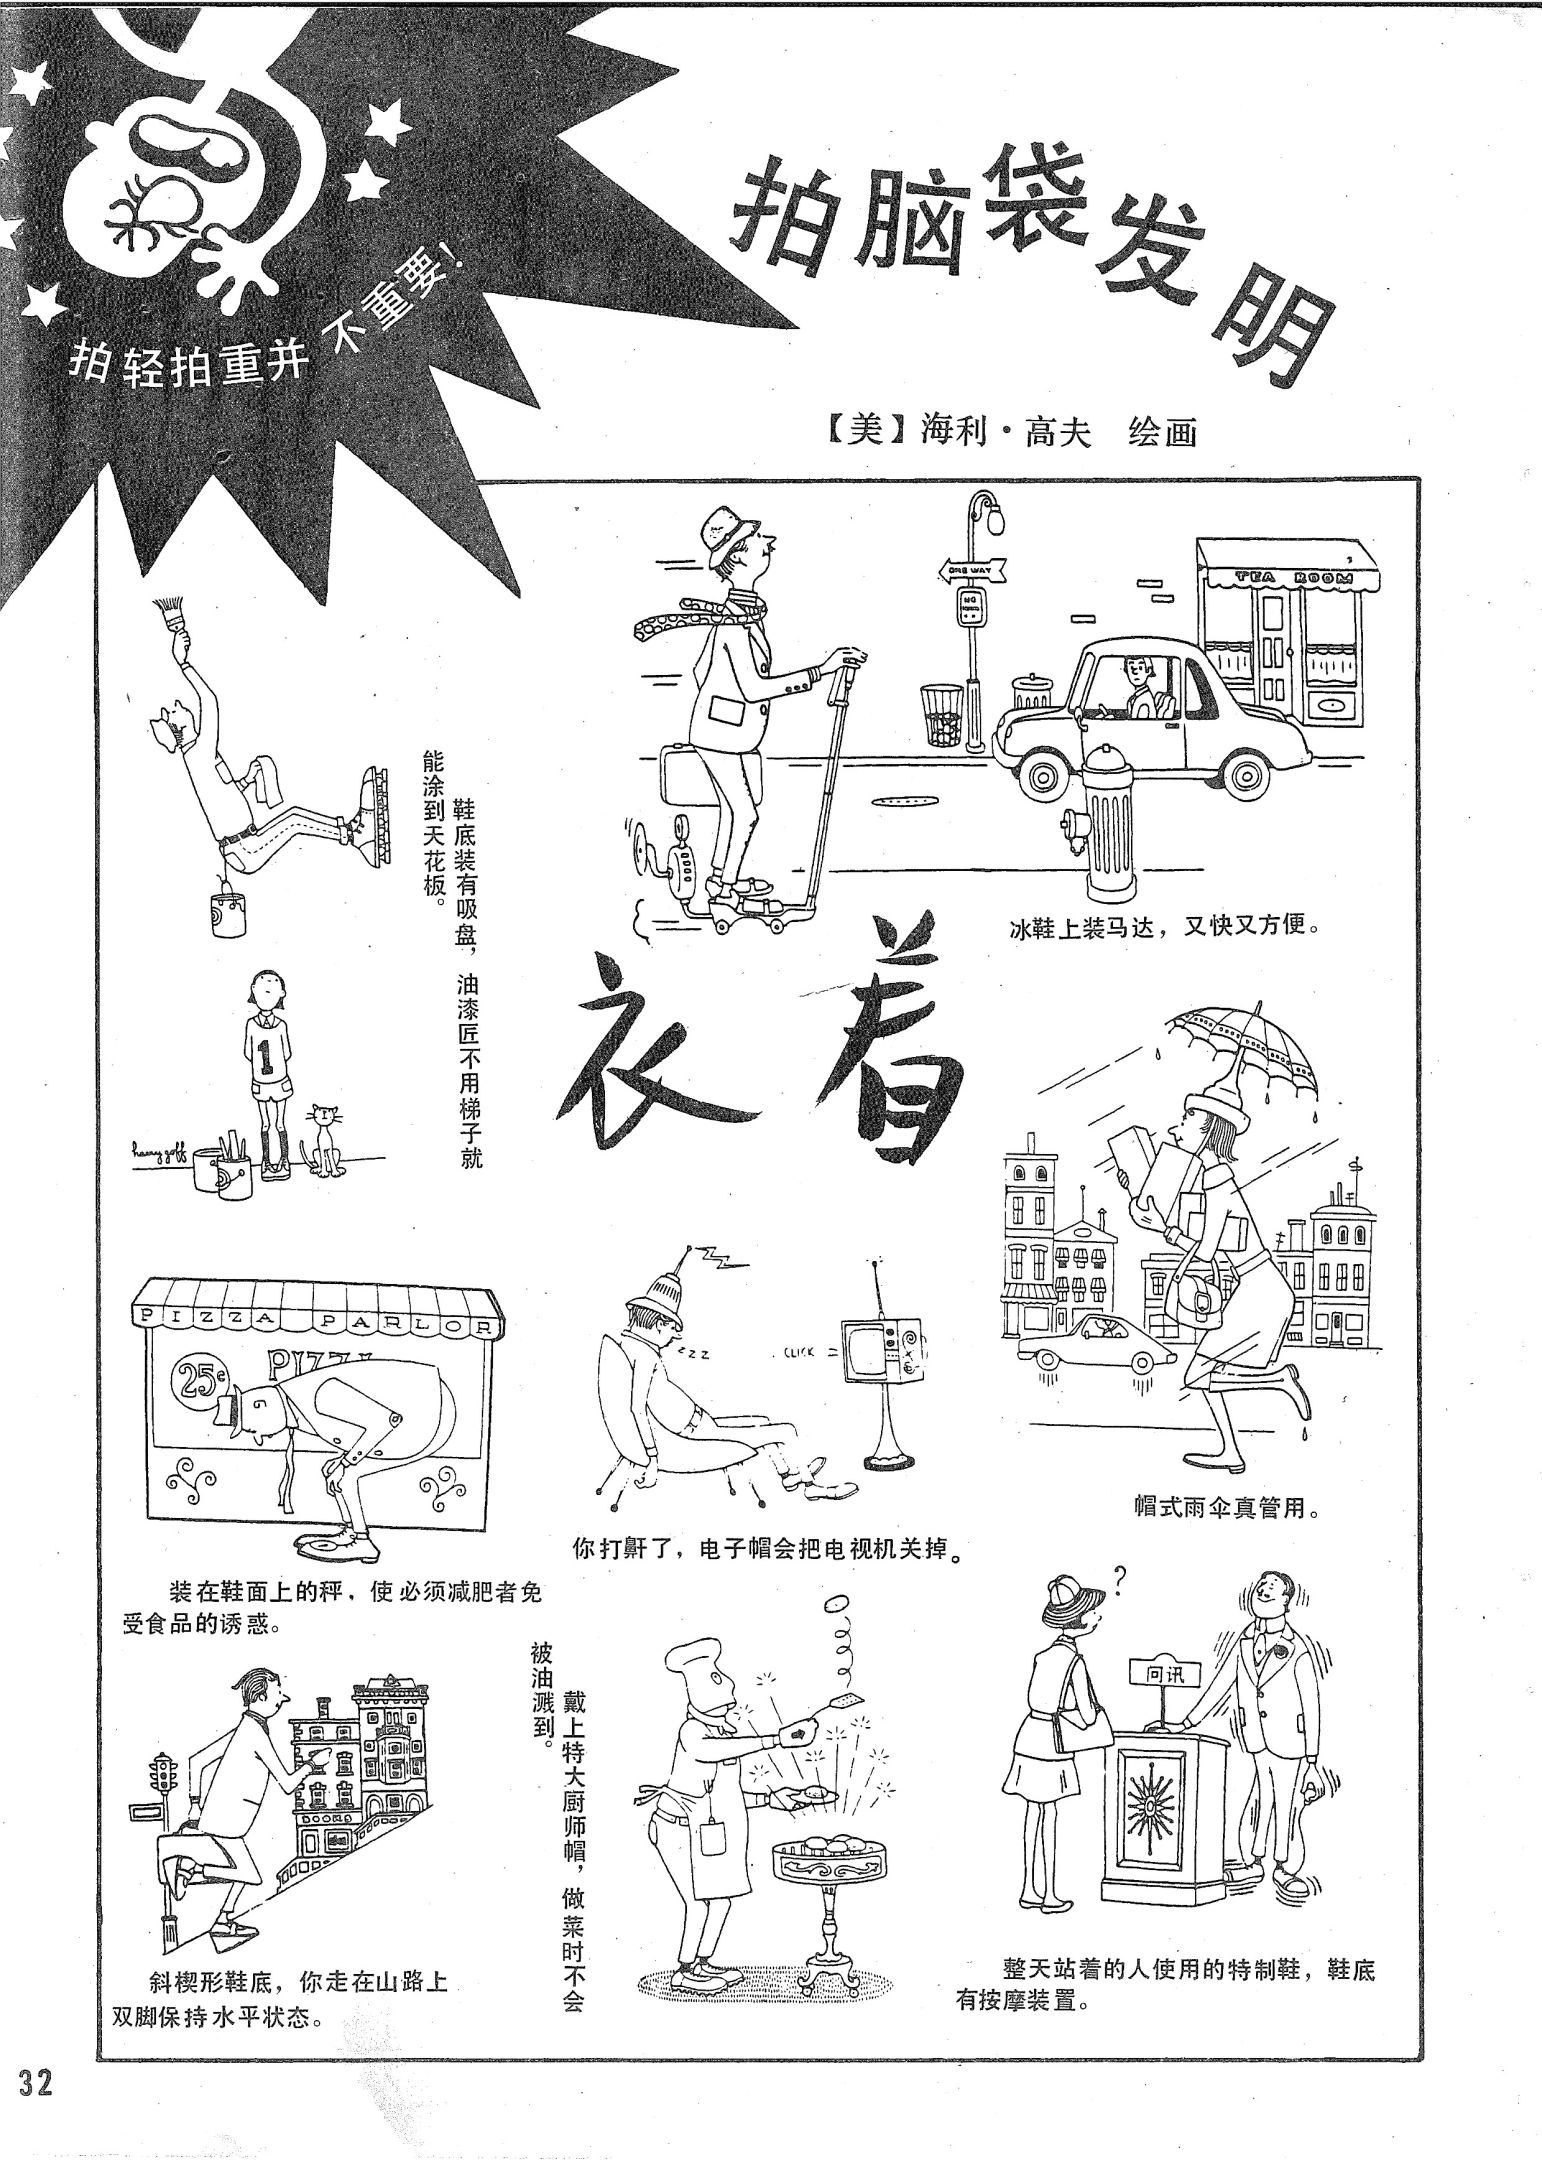 拍脑袋发明
拍轻拍重并不重要！
【美】海利·高夫　绘画
ONE WAY
TEA ROOM
冰鞋上装马达，又快又方便。
鞋底装有吸盘，油漆匠不用梯子就
能涂到天花板。
1
harry goff
衣着
帽式雨伞真管用。
PIZZA PARLOR
25¢
装在鞋面上的秤，使必须减肥者免
受食品的诱惑。
ZZZ
CLICK
你打鼾了，电子帽会把电视机关掉。
斜楔形鞋底，你走在山路上
双脚保持水平状态。
BOOKS
戴上特大厨师帽，做菜时不会
被油溅到。
?
问讯
整天站着的人使用的特制鞋，鞋底
有按摩装置。
32